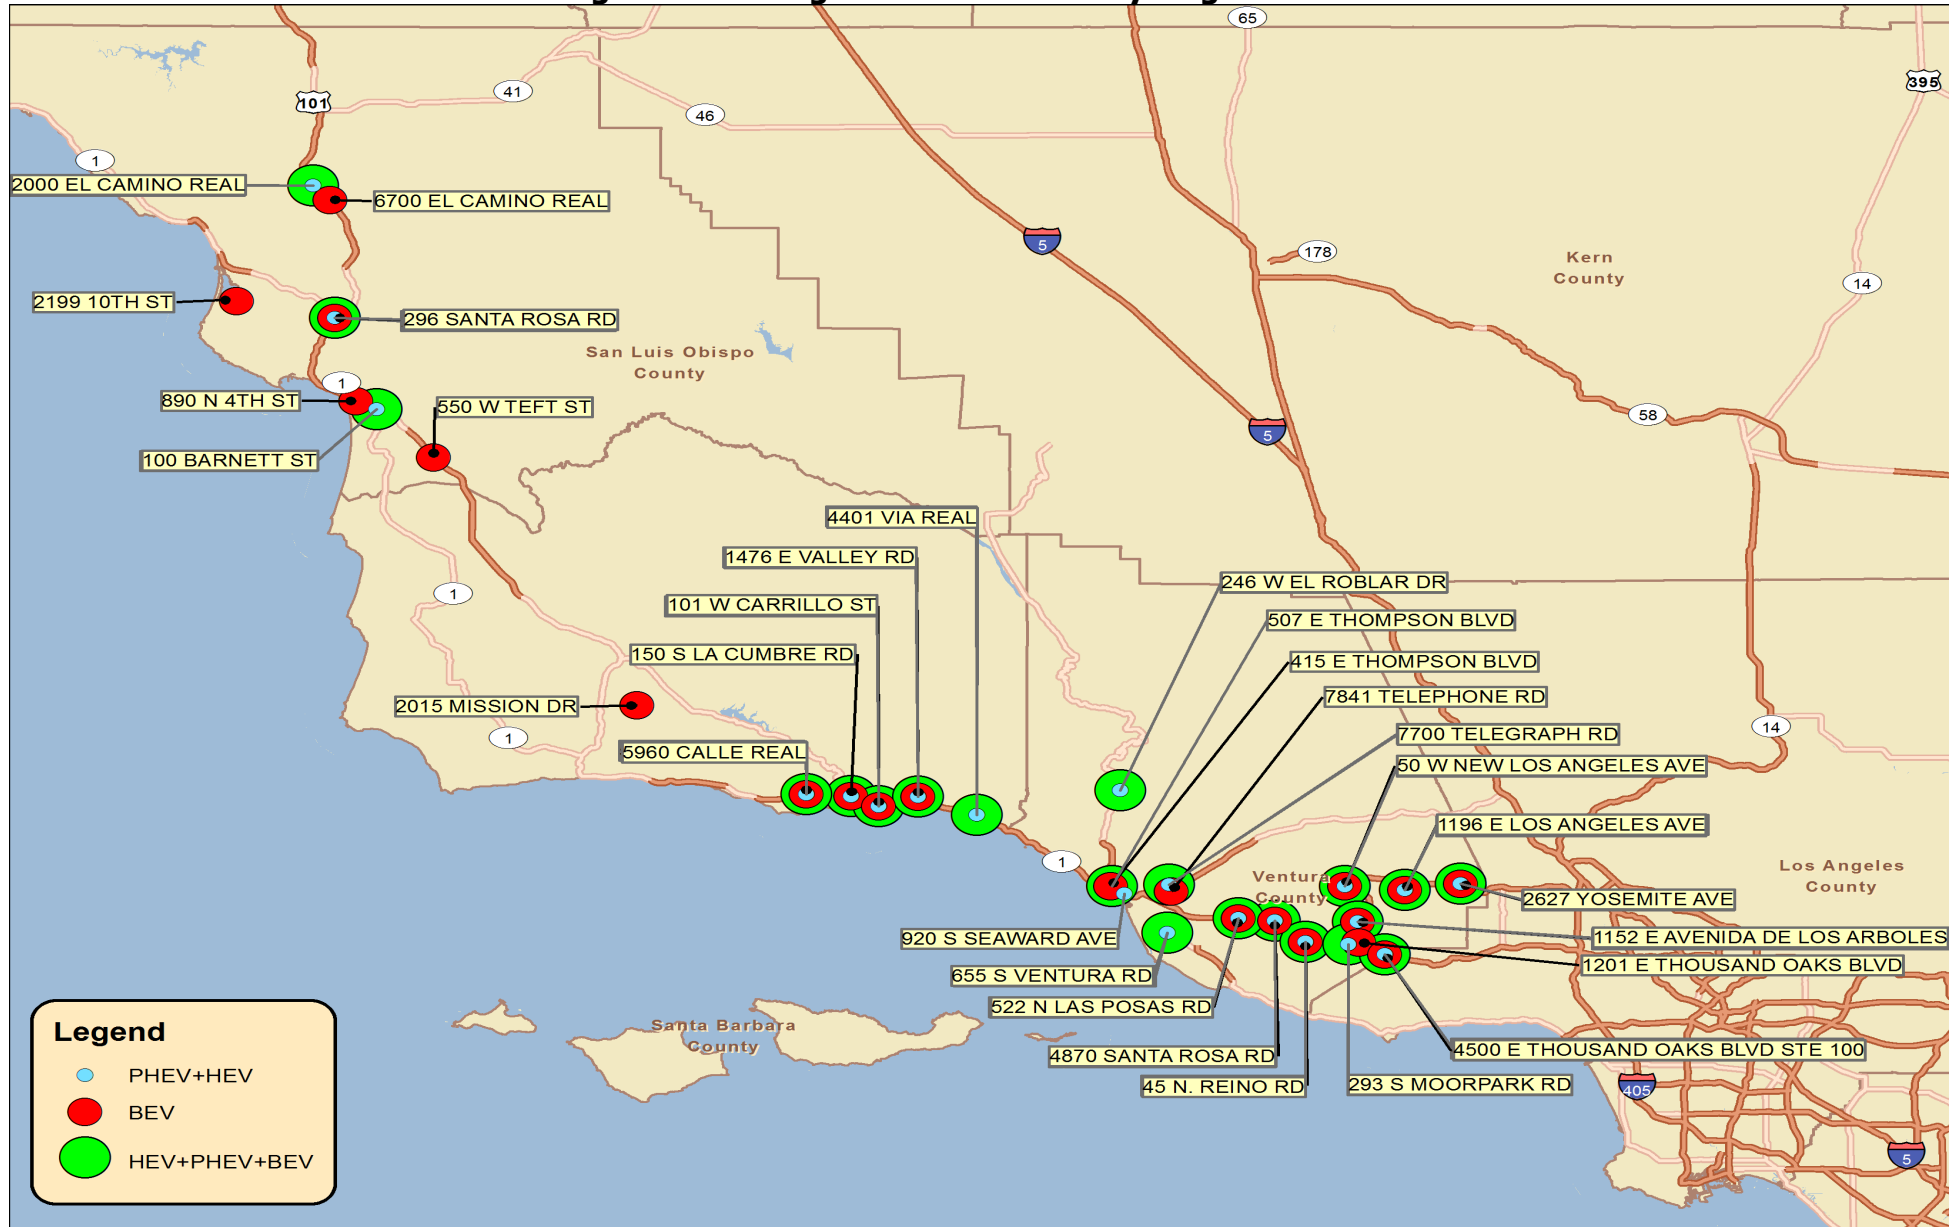 65
395
101
41
46
1
2000 EL CAMINO REAL
6700 EL CAMINO REAL
5
178
Kern
County
14
2199 10TH ST
296 SANTA ROSA RD
San Luis Obispo
County
1
890 N 4TH ST
550 W TEFT ST
58
5
100 BARNETT ST
4401 VIA REAL
1476 E VALLEY RD
246 W EL ROBLAR DR
1
101 W CARRILLO ST
507 E THOMPSON BLVD
150 S LA CUMBRE RD
415 E THOMPSON BLVD
2015 MISSION DR
7841 TELEPHONE RD
14
1
7700 TELEGRAPH RD
5960 CALLE REAL
50 W NEW LOS ANGELES AVE
1196 E LOS ANGELES AVE
1
Ventura
County
Los Angeles
County
2627 YOSEMITE AVE
920 S SEAWARD AVE
1152 E AVENIDA DE LOS ARBOLES
1201 E THOUSAND OAKS BLVD
655 S VENTURA RD
522 N LAS POSAS RD
Santa Barbara
County
4870 SANTA ROSA RD
4500 E THOUSAND OAKS BLVD STE 100
45 N. REINO RD
293 S MOORPARK RD
405
5
Legend
PHEV+HEV
BEV
HEV+PHEV+BEV